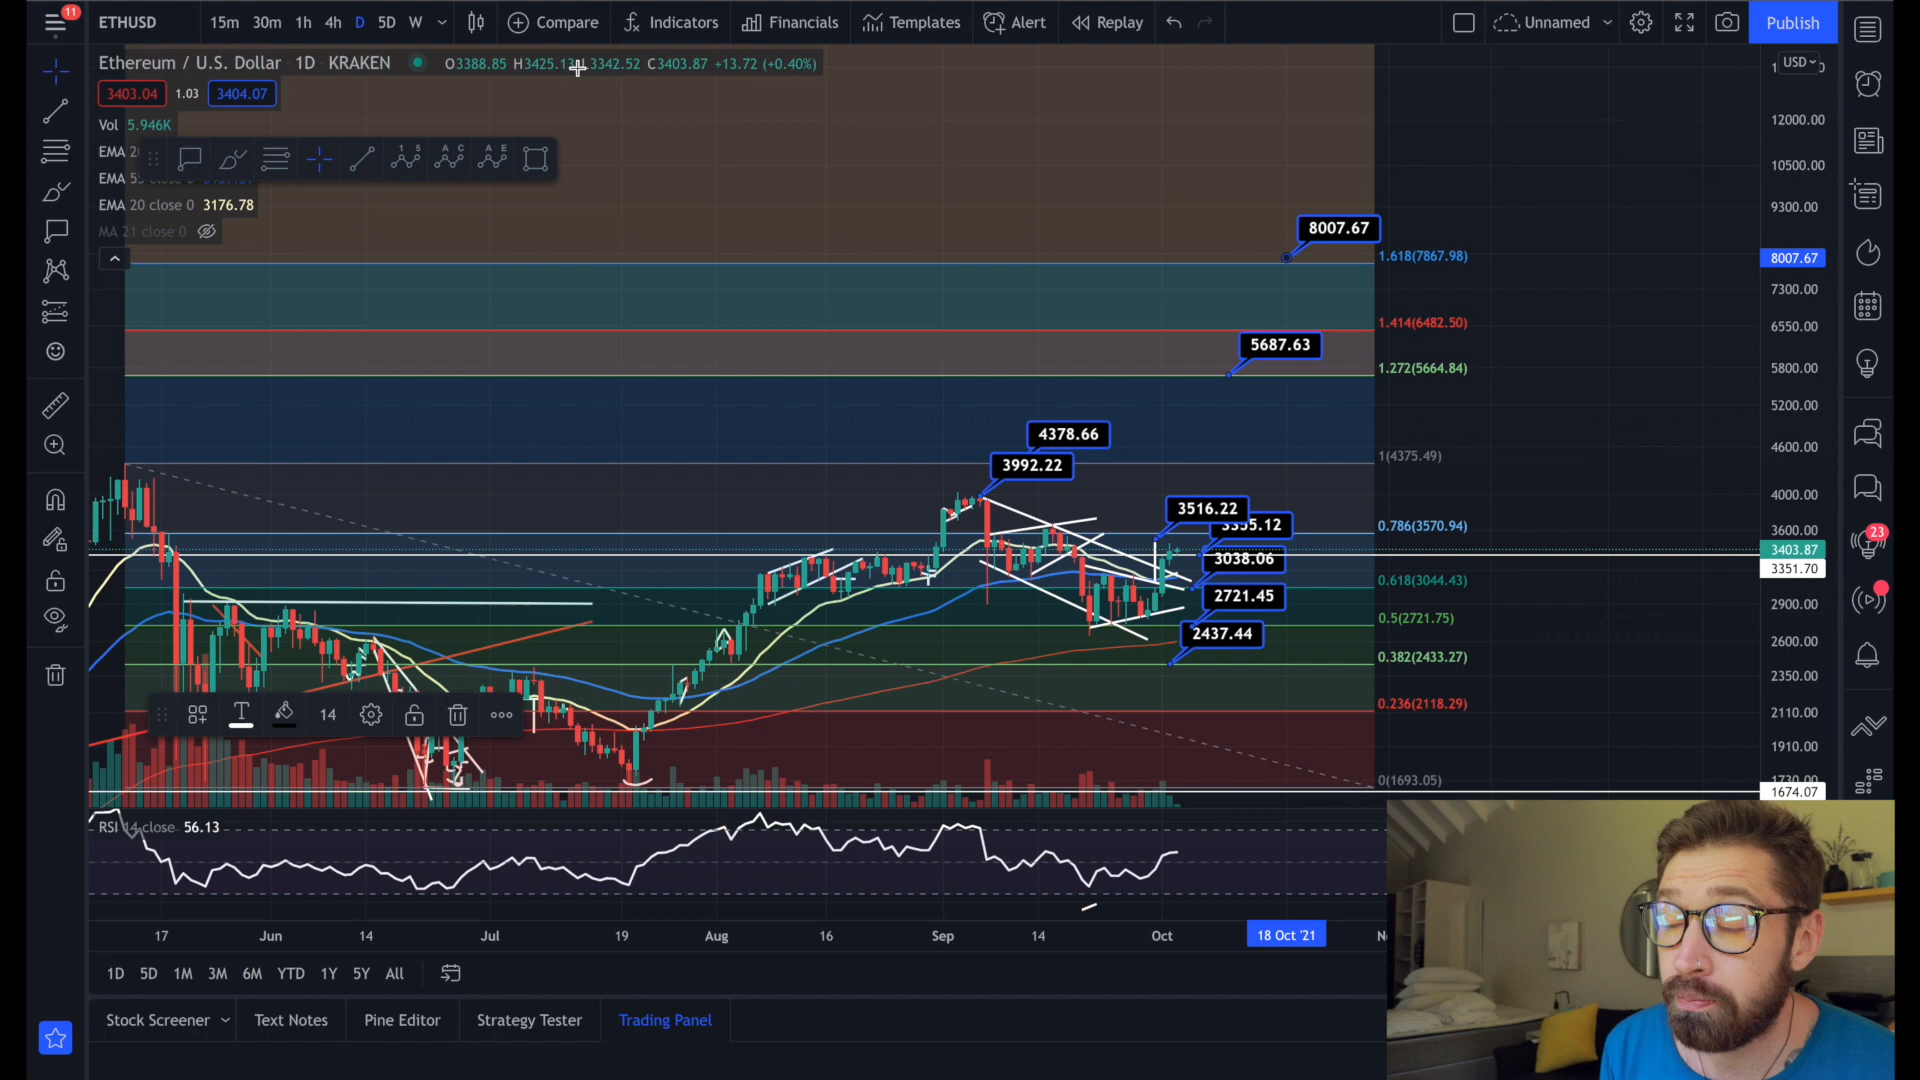 11
ETHUSD 15m 30m 1h 4h D 5D W Compare Indicators Financials Templates Alert Replay Unnamed Publish
Ethereum / U.S. Dollar 1D KRAKEN O3388.85 H3425.1 3342.52 C3403.87 +13.72 (+0.40%)
USD
3403.04 1.03 3404.07
Vol 5.946K
EMA
EMA
EMA 20 close 0 3176.78
MA 21 close 0
1 5
A C
A E
12000.00
10500.00
9300.00
8007.67
7300.00
6550.00
5800.00
5200.00
4600.00
4000.00
3600.00
3403.87
3351.70
2900.00
2600.00
2350.00
2110.00
1910.00
1730.00
1674.07
8007.67
5687.63
4378.66
3992.22
3516.22
3038.06
2721.45
2437.44
1.618(7867.98)
1.414(6482.50)
1.272(5664.84)
1(4375.49)
0.786(3570.94)
0.618(3044.43)
0.5(2721.75)
0.382(2433.27)
0.236(2118.29)
0(1693.05)
23
14
RSI 14 close 56.13
17 Jun 14 Jul 19 Aug 16 Sep 14 Oct 18 Oct '21
1D 5D 1M 3M 6M YTD 1Y 5Y All
Stock Screener Text Notes Pine Editor Strategy Tester Trading Panel